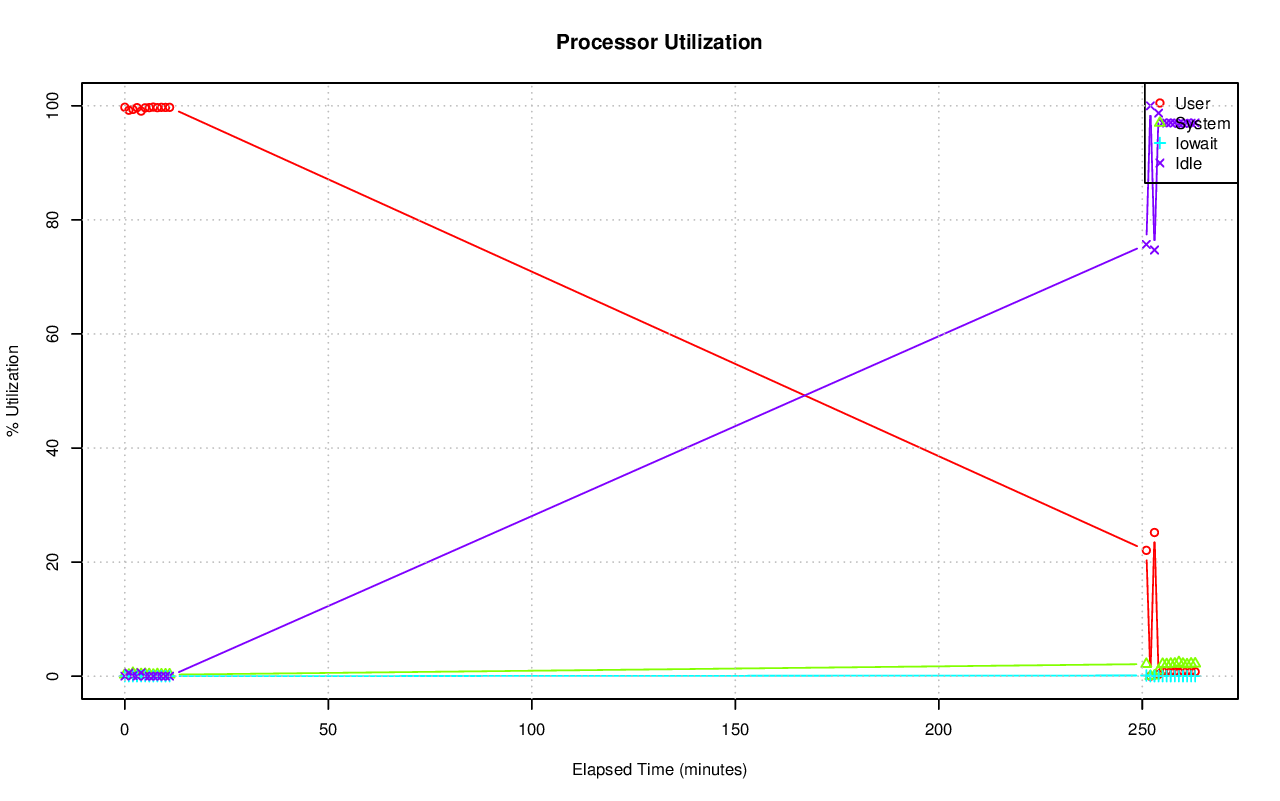 Processor Utilization
100
80
60
40
20
0
% Utilization
User
System
Iowait
Idle
0 50 100 150 200 250
Elapsed Time (minutes)